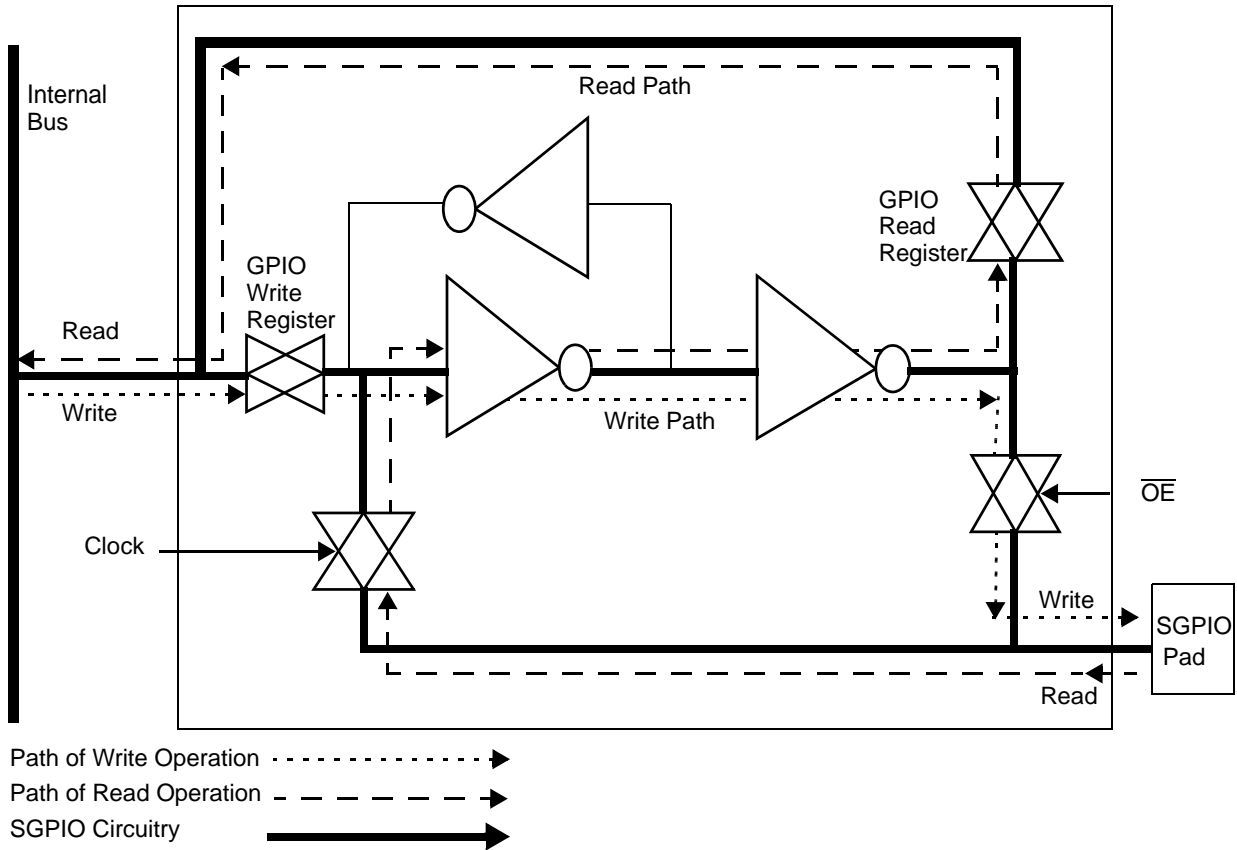 Internal
Bus
Read Path
GPIO
Read
Register
GPIO
Write
Register
Read
Write
Write Path
OE
Clock
Write
SGPIO
Pad
Read
Path of Write Operation
Path of Read Operation
SGPIO Circuitry